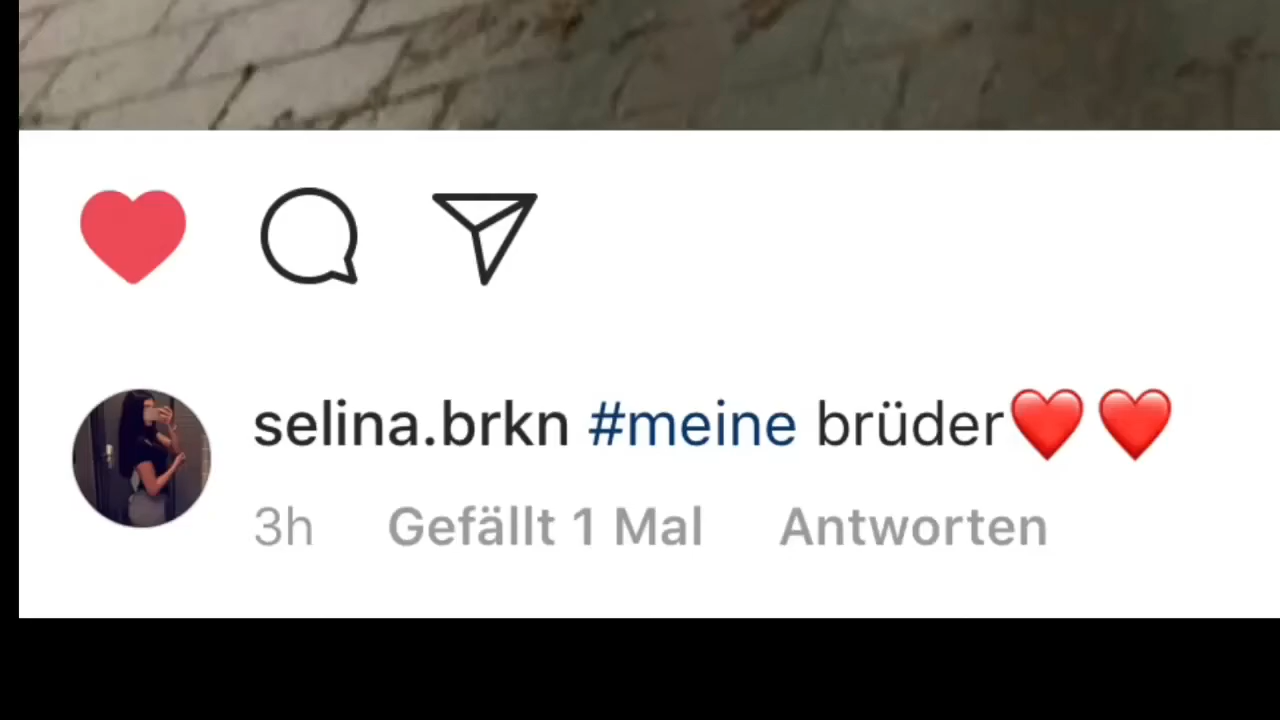 selina.brkn #meine brüder❤️❤️
3h Gefällt 1 Mal Antworten